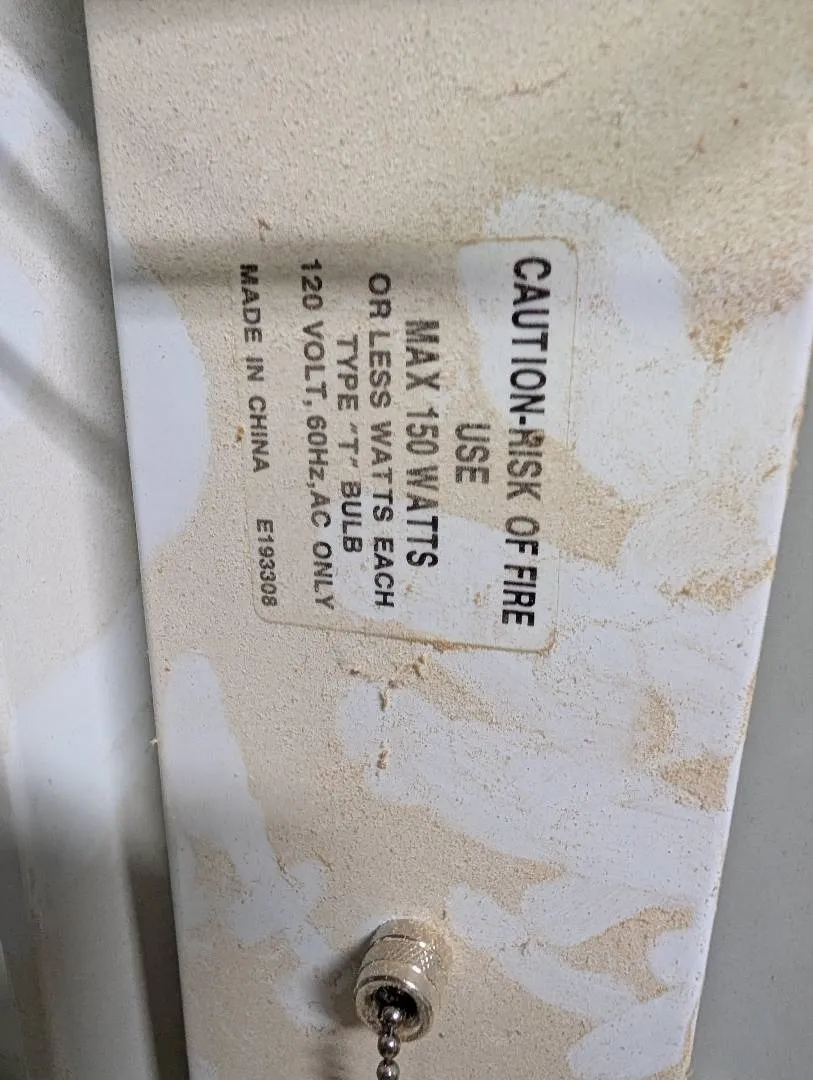 CAUTION-RISK OF FIRE
USE
MAX 150 WATTS
OR LESS WATTS EACH
TYPE "T" BULB
120 VOLT, 60Hz, AC ONLY
MADE IN CHINA E193308